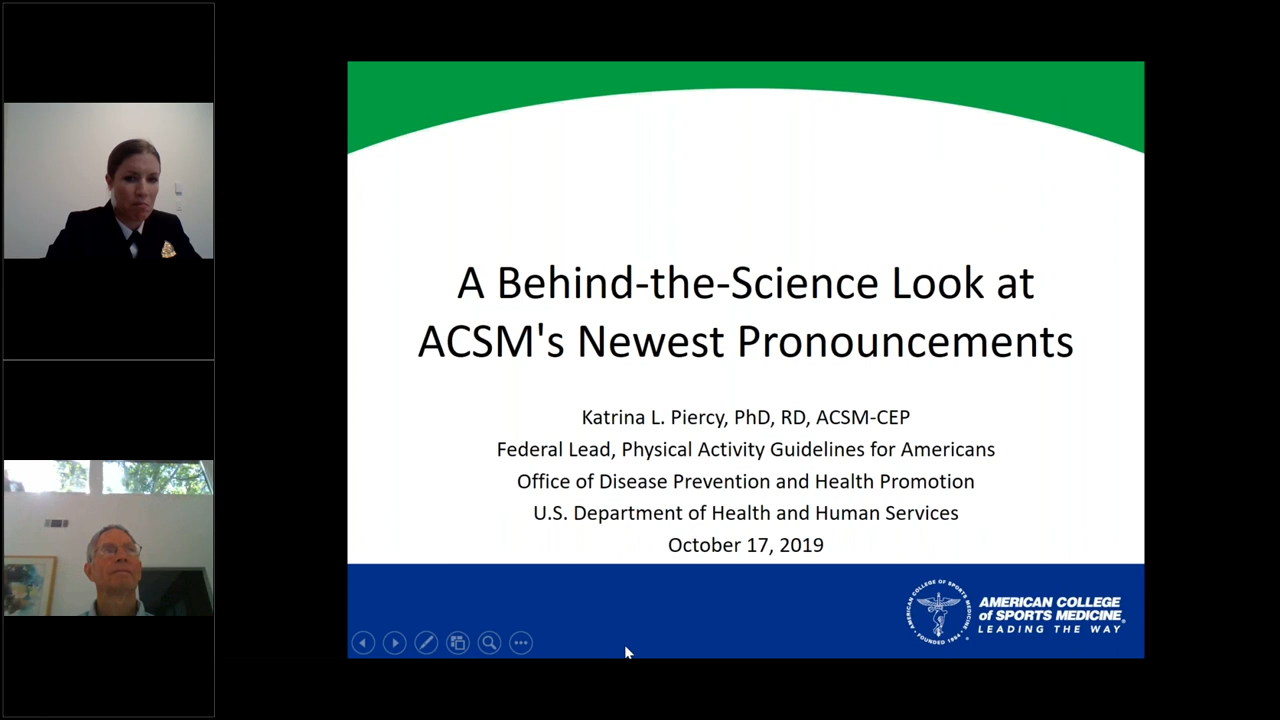 A Behind-the-Science Look at
ACSM's Newest Pronouncements
Katrina L. Piercy, PhD, RD, ACSM-CEP
Federal Lead, Physical Activity Guidelines for Americans
Office of Disease Prevention and Health Promotion
U.S. Department of Health and Human Services
October 17, 2019
AMERICAN COLLEGE OF SPORTS MEDICINE
FOUNDED 1954
AMERICAN COLLEGE
of SPORTS MEDICINE®
LEADING THE WAY